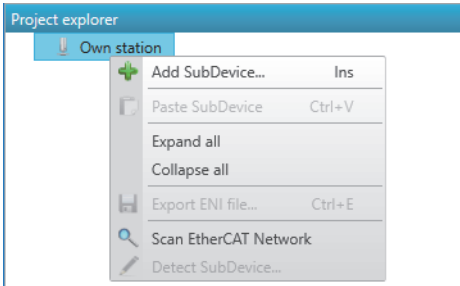 Project explorer
Own station
Add SubDevice... Ins
Paste SubDevice Ctrl+V
Expand all
Collapse all
Export ENI file... Ctrl+E
Scan EtherCAT Network
Detect SubDevice...